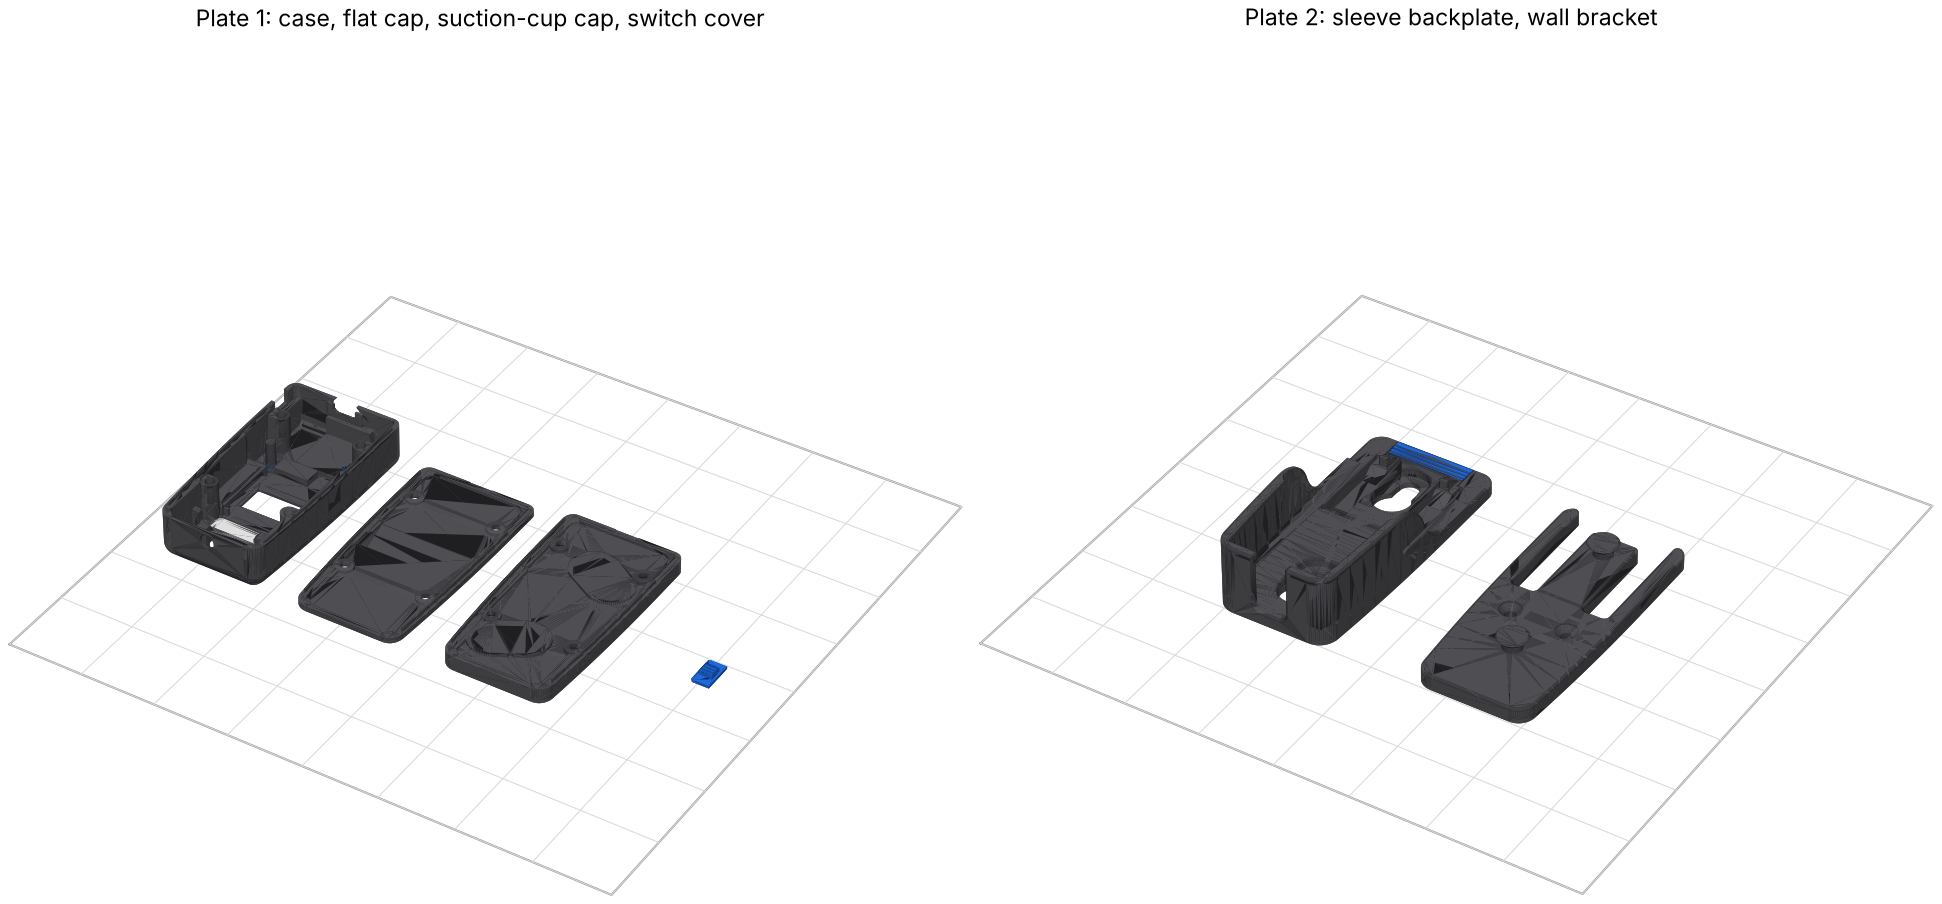 Plate 1: case, flat cap, suction-cup cap, switch cover
Plate 2: sleeve backplate, wall bracket